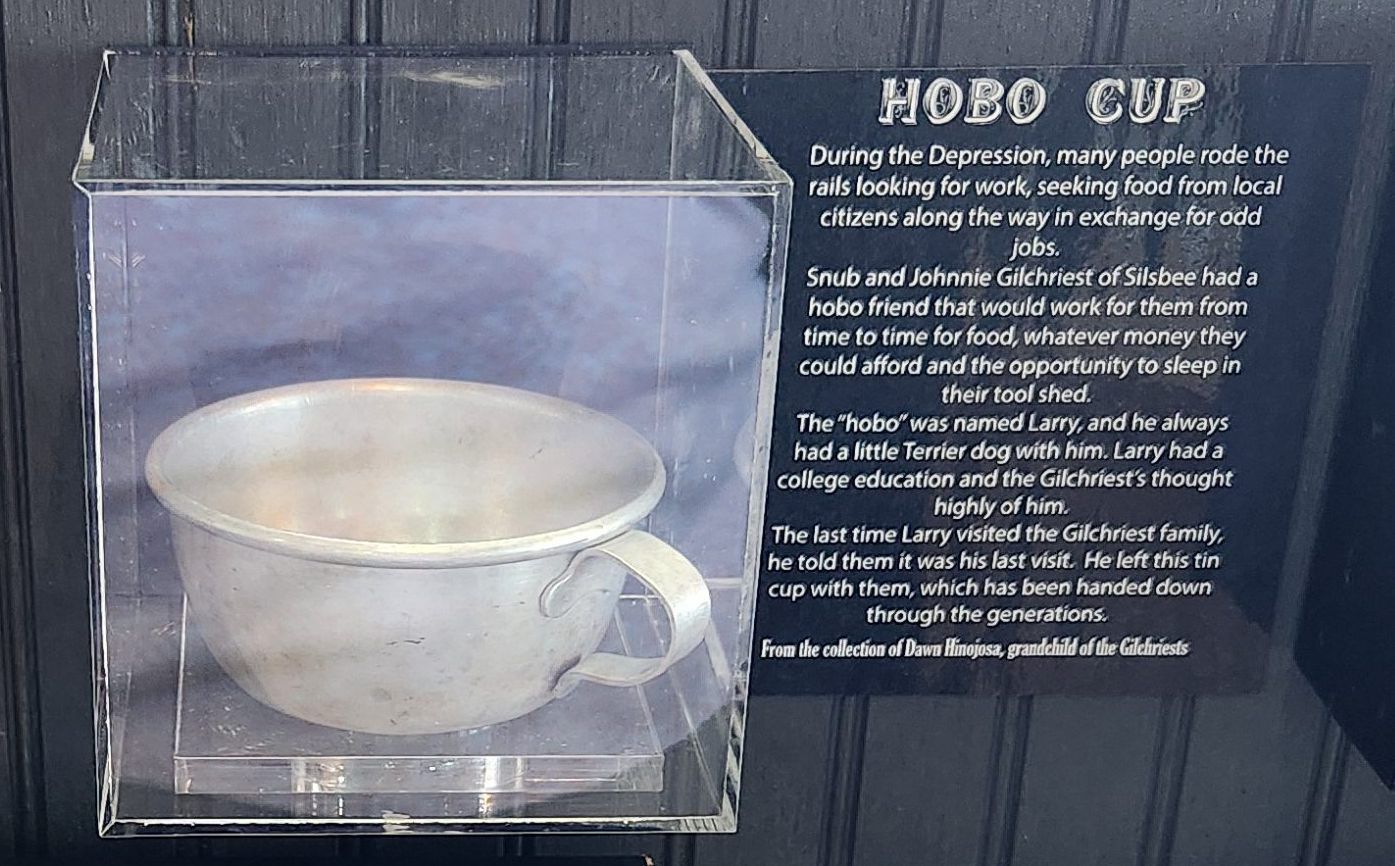 HOBO CUP
During the Depression, many people rode the
rails looking for work, seeking food from local
citizens along the way in exchange for odd
jobs.
Snub and Johnnie Gilchriest of Silsbee had a
hobo friend that would work for them from
time to time for food, whatever money they
could afford and the opportunity to sleep in
their tool shed.
The "hobo" was named Larry, and he always
had a little Terrier dog with him. Larry had a
college education and the Gilchriest's thought
highly of him.
The last time Larry visited the Gilchriest family,
he told them it was his last visit. He left this tin
cup with them, which has been handed down
through the generations.
From the collection of Dawn Hinojosa, grandchild of the Gilchriests